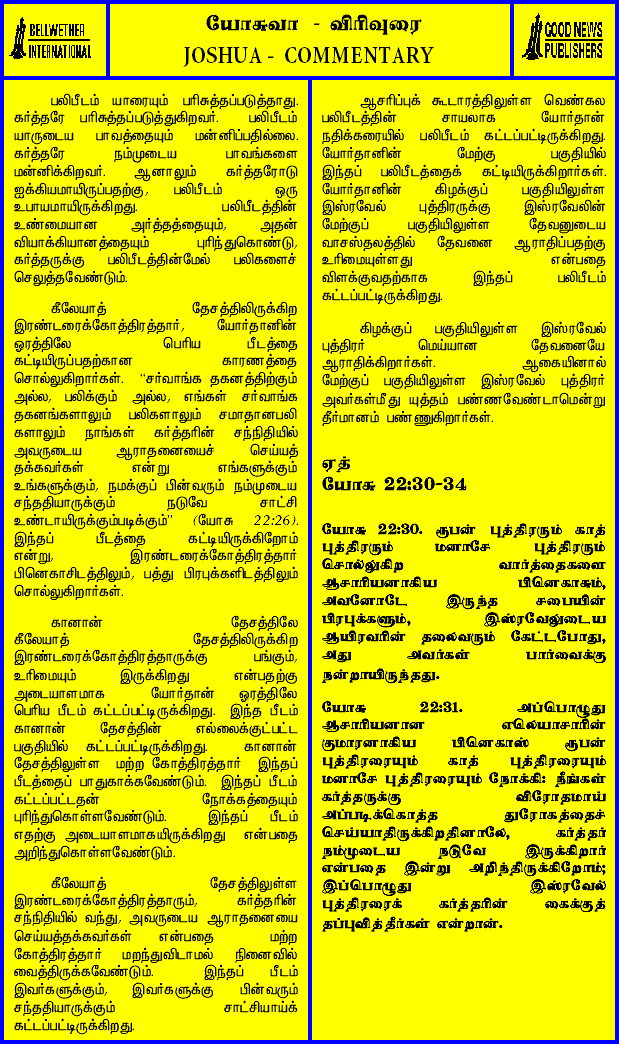 BELLWETHER
INTERNATIONAL
யோசுவா - விரிவுரை
JOSHUA - COMMENTARY
GOOD NEWS
PUBLISHERS
பலிபீடம் யாரையும் பரிசுத்தப்படுத்தாது.
கர்த்தரே பரிசுத்தப்படுத்துகிறவர். பலிபீடம்
யாருடைய பாவத்தையும் மன்னிப்பதில்லை.
கர்த்தரே நம்முடைய பாவங்களை
மன்னிக்கிறவர். ஆனாலும் கர்த்தரோடு
ஐக்கியமாயிருப்பதற்கு, பலிபீடம் ஒரு
உபாயமாயிருக்கிறது. பலிபீடத்தின்
உண்மையான அர்த்தத்தையும், அதன்
வியாக்கியானத்தையும் புரிந்துகொண்டு,
கர்த்தருக்கு பலிபீடத்தின்மேல் பலிகளைச்
செலுத்தவேண்டும்.
கீலேயாத் தேசத்திலிருக்கிற
இரண்டரைக்கோத்திரத்தார், யோர்தானின்
ஓரத்திலே பெரிய பீடத்தை
கட்டியிருப்பதற்கான காரணத்தை
சொல்லுகிறார்கள். "சர்வாங்க தகனத்திற்கும்
அல்ல, பலிக்கும் அல்ல, எங்கள் சர்வாங்க
தகனங்களாலும் பலிகளாலும் சமாதானபலி
களாலும் நாங்கள் கர்த்தரின் சந்நிதியில்
அவருடைய ஆராதனையைச் செய்யத்
தக்கவர்கள் என்று எங்களுக்கும்
உங்களுக்கும், நமக்குப் பின்வரும் நம்முடைய
சந்ததியாருக்கும் நடுவே சாட்சி
உண்டாயிருக்கும்படிக்கும்" (யோசு 22:26).
இந்தப் பீடத்தை கட்டியிருக்கிறோம்
என்று, இரண்டரைக்கோத்திரத்தார்
பினெகாசிடத்திலும், பத்து பிரபுக்களிடத்திலும்
சொல்லுகிறார்கள்.
கானான் தேசத்திலே
கீலேயாத் தேசத்திலிருக்கிற
இரண்டரைக்கோத்திரத்தாருக்கு பங்கும்,
உரிமையும் இருக்கிறது என்பதற்கு
அடையாளமாக யோர்தான் ஓரத்திலே
பெரிய பீடம் கட்டப்பட்டிருக்கிறது. இந்த பீடம்
கானான் தேசத்தின் எல்லைக்குட்பட்ட
பகுதியில் கட்டப்பட்டிருக்கிறது. கானான்
தேசத்திலுள்ள மற்ற கோத்திரத்தார் இந்தப்
பீடத்தைப் பாதுகாக்கவேண்டும். இந்தப் பீடம்
கட்டப்பட்டதன் நோக்கத்தையும்
புரிந்துகொள்ளவேண்டும். இந்தப் பீடம்
எதற்கு அடையாளமாகயிருக்கிறது என்பதை
அறிந்துகொள்ளவேண்டும்.
கீலேயாத் தேசத்திலுள்ள
இரண்டரைக்கோத்திரத்தாரும், கர்த்தரின்
சந்நிதியில் வந்து, அவருடைய ஆராதனையை
செய்யத்தக்கவர்கள் என்பதை மற்ற
கோத்திரத்தார் மறந்துவிடாமல் நினைவில்
வைத்திருக்கவேண்டும். இந்தப் பீடம்
இவர்களுக்கும், இவர்களுக்கு பின்வரும்
சந்ததியாருக்கும் சாட்சியாய்க்
கட்டப்பட்டிருக்கிறது.
ஆசரிப்புக் கூடாரத்திலுள்ள வெண்கல
பலிபீடத்தின் சாயலாக யோர்தான்
நதிக்கரையில் பலிபீடம் கட்டப்பட்டிருக்கிறது.
யோர்தானின் மேற்கு பகுதியில்
இந்தப் பலிபீடத்தைக் கட்டியிருக்கிறார்கள்.
யோர்தானின் கிழக்குப் பகுதியிலுள்ள
இஸ்ரவேல் புத்திரருக்கு இஸ்ரவேலின்
மேற்குப் பகுதியிலுள்ள தேவனுடைய
வாசஸ்தலத்தில் தேவனை ஆராதிப்பதற்கு
உரிமையுள்ளது என்பதை
விளக்குவதற்காக இந்தப் பலிபீடம்
கட்டப்பட்டிருக்கிறது.
கிழக்குப் பகுதியிலுள்ள இஸ்ரவேல்
புத்திரர் மெய்யான தேவனையே
ஆராதிக்கிறார்கள். ஆகையினால்
மேற்குப் பகுதியிலுள்ள இஸ்ரவேல் புத்திரர்
அவர்கள்மீது யுத்தம் பண்ணவேண்டாமென்று
தீர்மானம் பண்ணுகிறார்கள்.
ஏத்
யோசு 22:30-34
யோசு 22:30. ரூபன் புத்திரரும் காத்
புத்திரரும் மனாசே புத்திரரும்
சொல்லுகிற வார்த்தைகளை
ஆசாரியனாகிய பினெகாசும்,
அவனோடே இருந்த சபையின்
பிரபுக்களும், இஸ்ரவேலுடைய
ஆயிரவரின் தலைவரும் கேட்டபோது,
அது அவர்கள் பார்வைக்கு
நன்றாயிருந்தது.
யோசு 22:31. அப்பொழுது
ஆசாரியனான எலெயாசாரின்
குமாரனாகிய பினெகாஸ் ரூபன்
புத்திரரையும் காத் புத்திரரையும்
மனாசே புத்திரரையும் நோக்கி: நீங்கள்
கர்த்தருக்கு விரோதமாய்
அப்படிக்கொத்த துரோகத்தைச்
செய்யாதிருக்கிறதினாலே, கர்த்தர்
நம்முடைய நடுவே இருக்கிறார்
என்பதை இன்று அறிந்திருக்கிறோம்;
இப்பொழுது இஸ்ரவேல்
புத்திரரைக் கர்த்தரின் கைக்குத்
தப்புவித்தீர்கள் என்றான்.